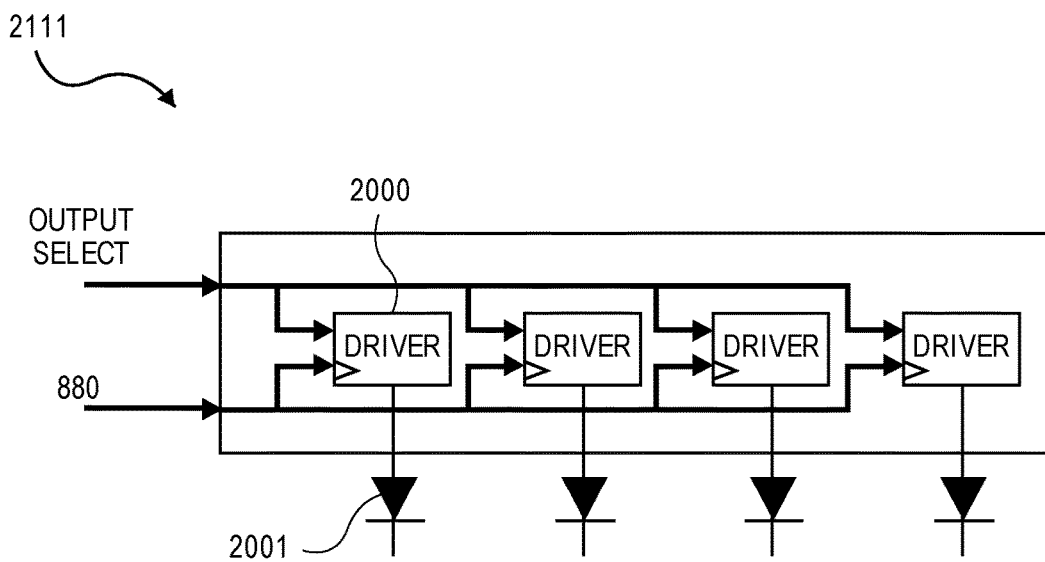 2111
2000
OUTPUT
SELECT
DRIVER
DRIVER
DRIVER
DRIVER
880
2001